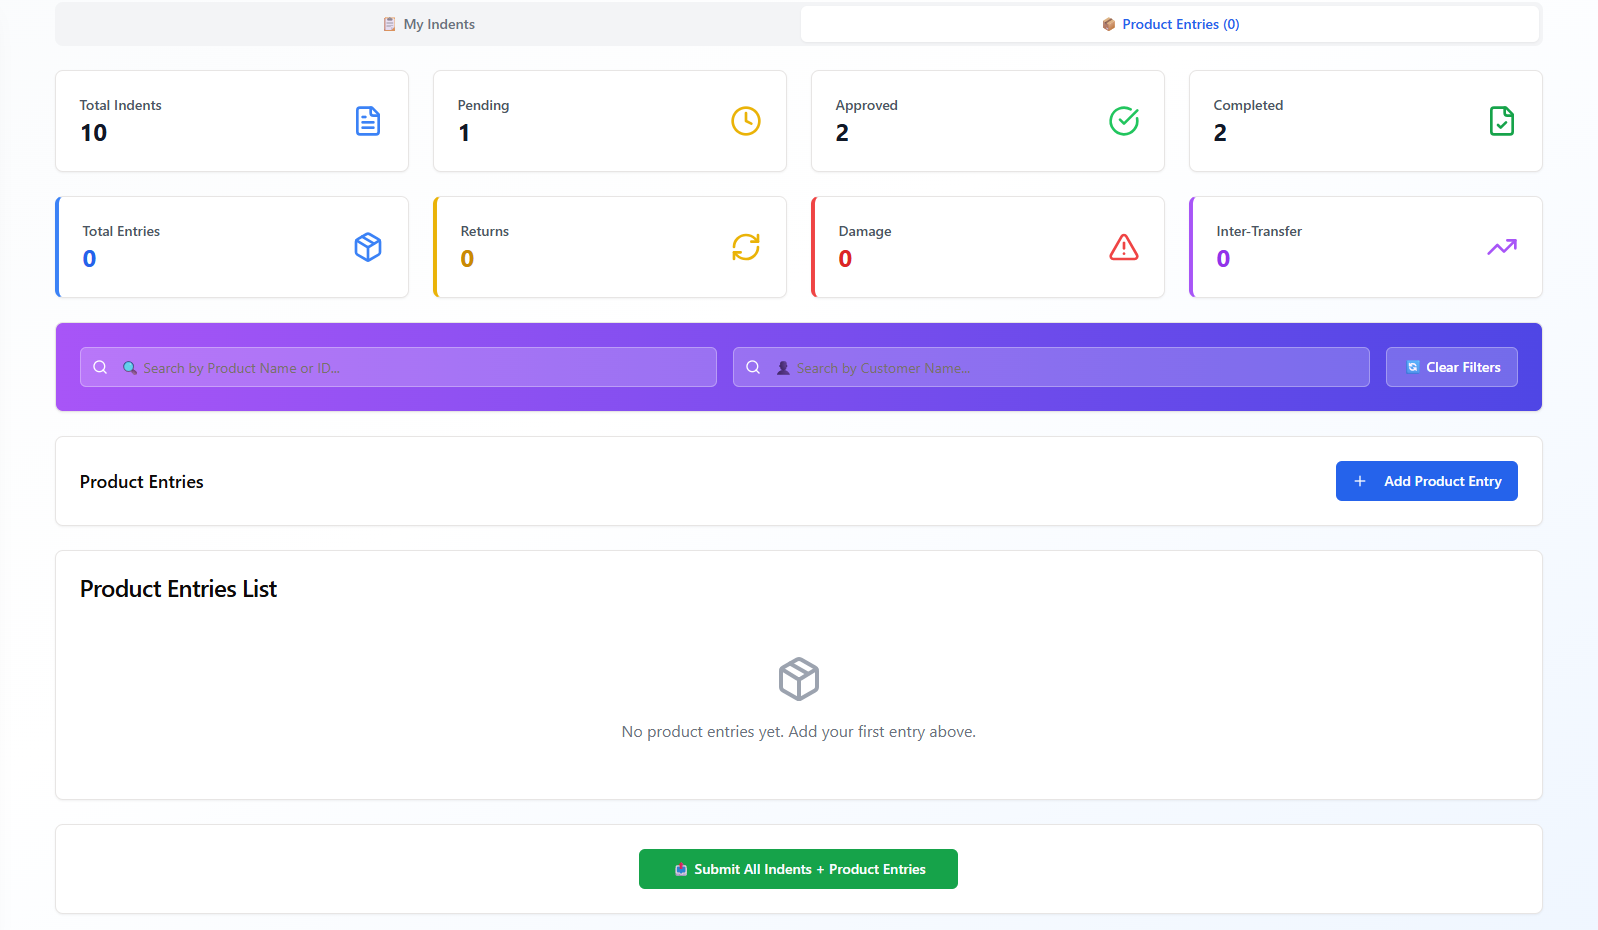 📋 My Indents
📦 Product Entries (0)
Total Indents
10
Pending
1
Approved
2
Completed
2
Total Entries
0
Returns
0
Damage
0
Inter-Transfer
0
🔍 Search by Product Name or ID...
👤 Search by Customer Name...
🔄 Clear Filters
Product Entries
+ Add Product Entry
Product Entries List
No product entries yet. Add your first entry above.
📤 Submit All Indents + Product Entries